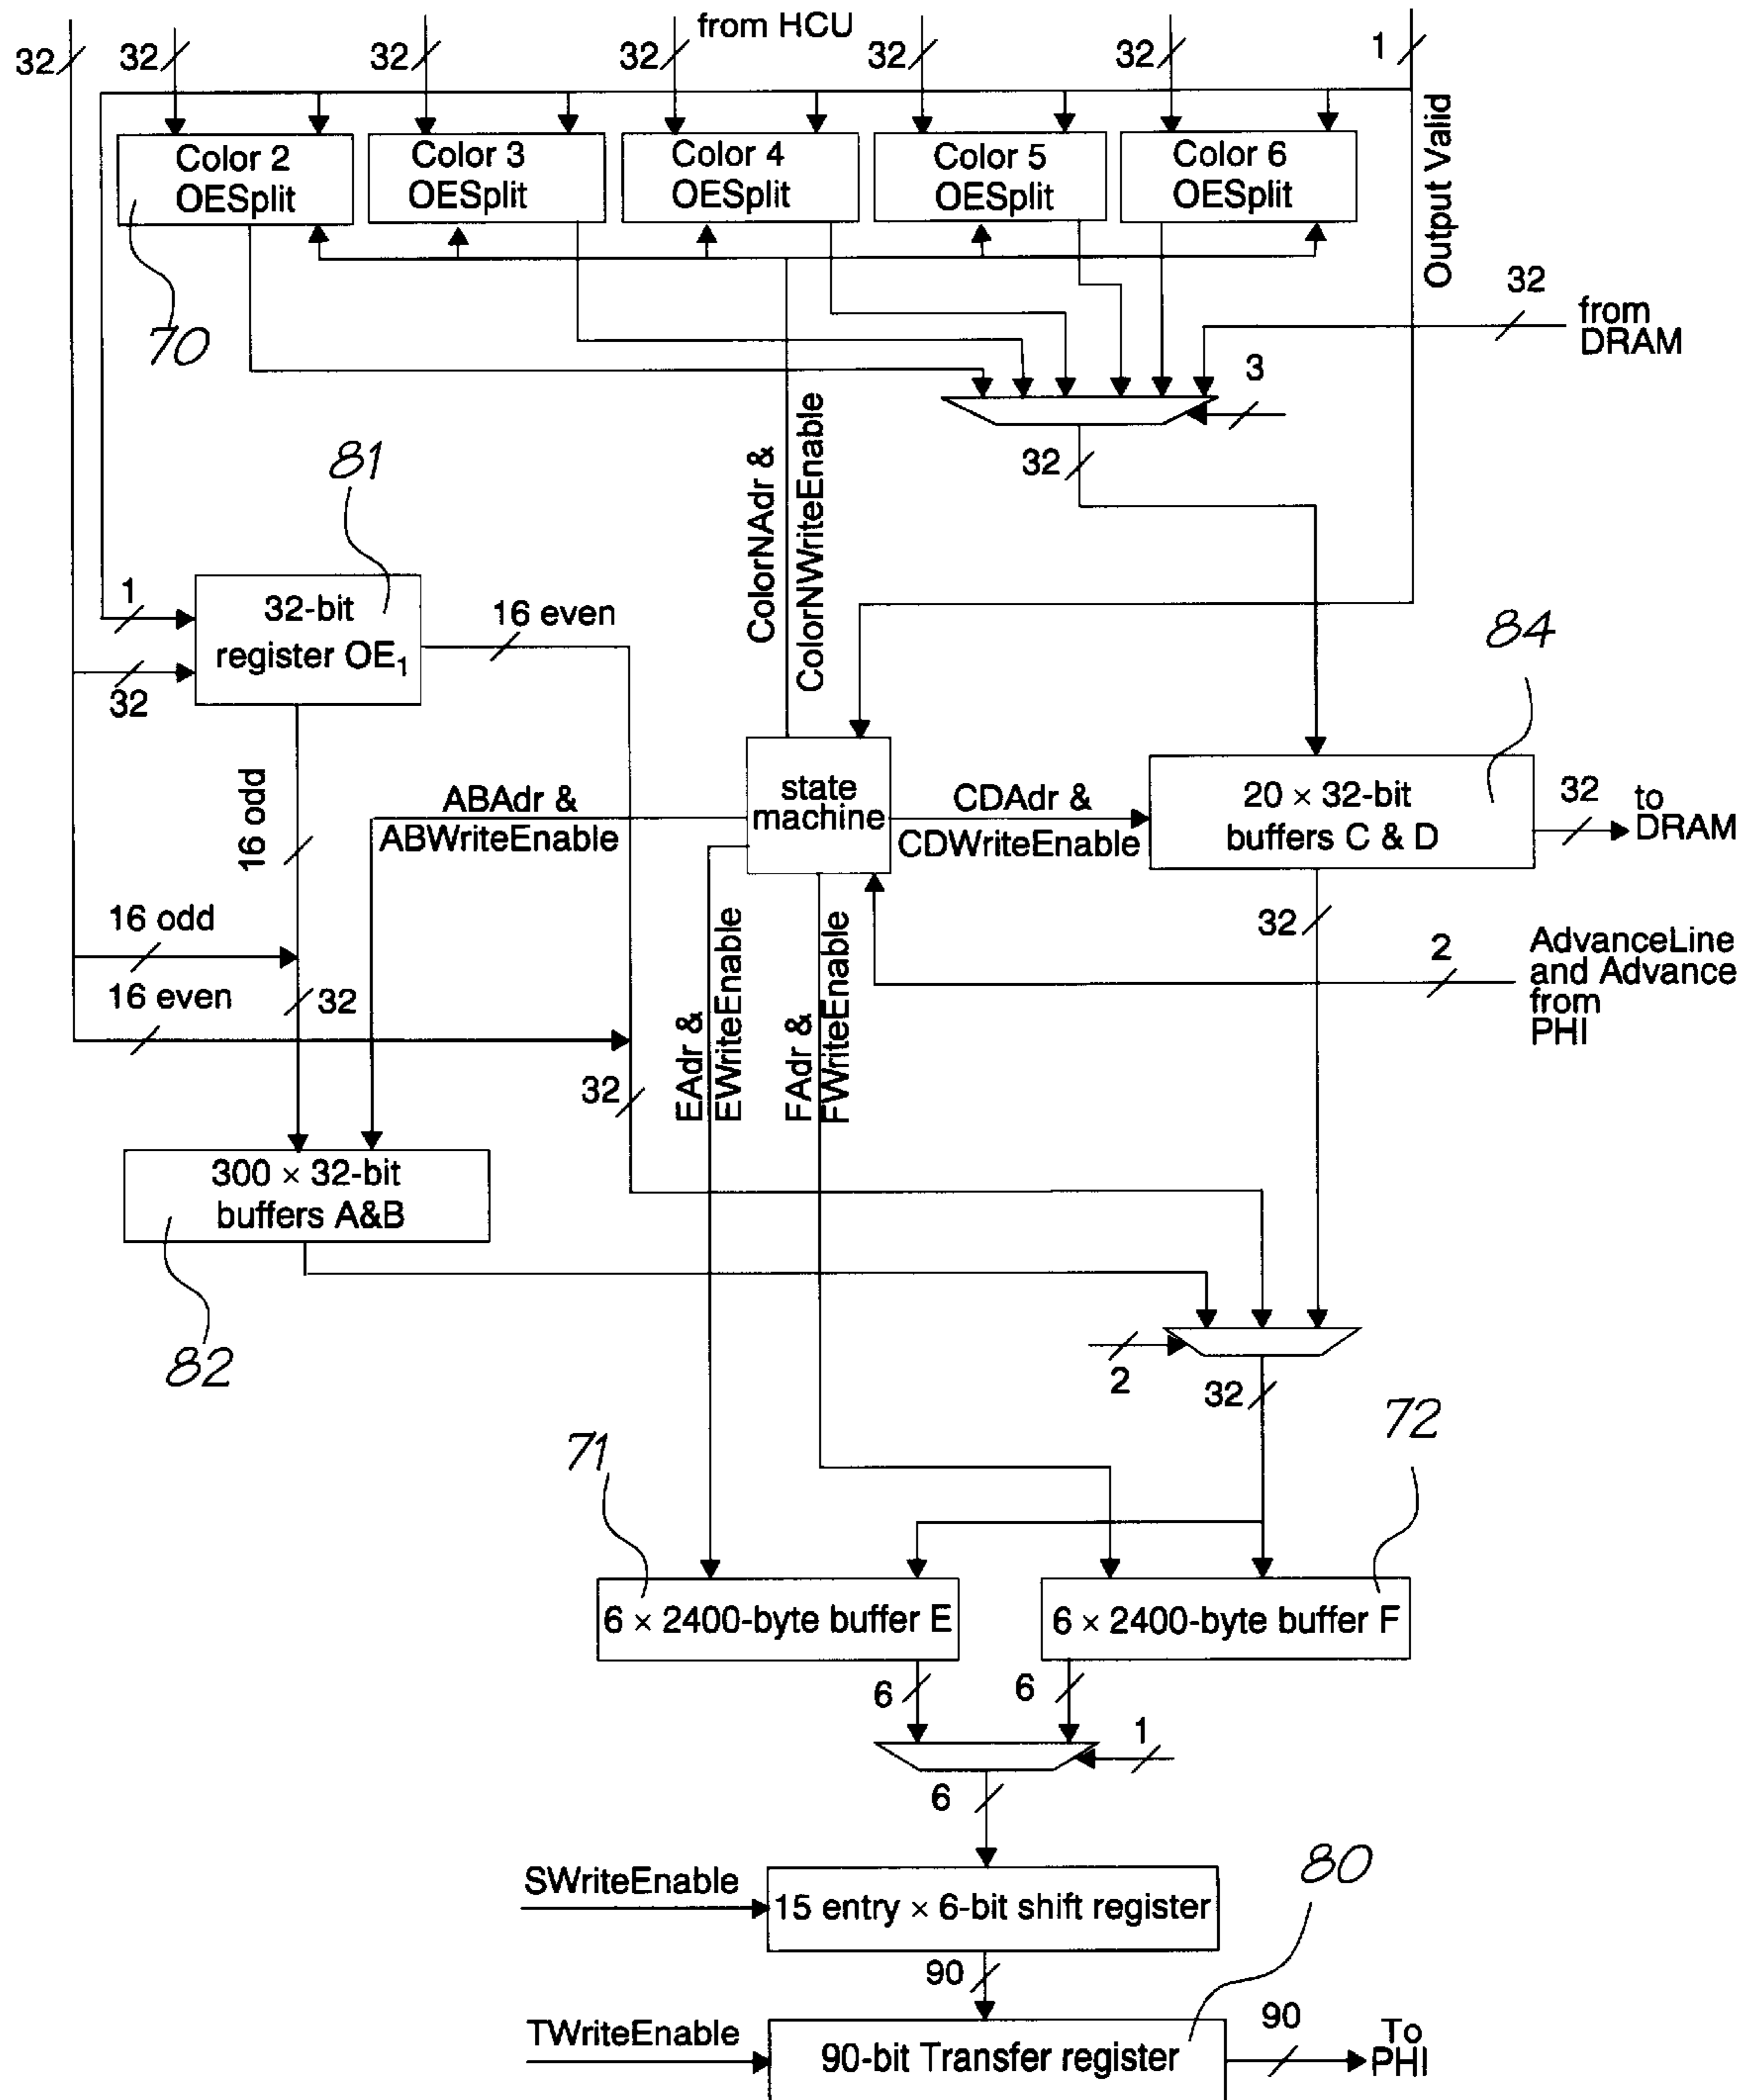 from HCU
32
32
32
32
32
32
1
Color 2
OESplit
Color 3
OESplit
Color 4
OESplit
Color 5
OESplit
Color 6
OESplit
Output Valid
70
32
from
DRAM
3
32
81
ColorNAdr &
ColorNWriteEnable
1
32
32-bit
register OE₁
16 even
84
16 odd
ABAdr &
ABWriteEnable
state
machine
CDAdr &
CDWriteEnable
20 × 32-bit
buffers C & D
32
to
DRAM
16 odd
16 even
32
32
EAdr &
EWriteEnable
FAdr &
FWriteEnable
32
2
AdvanceLine
and Advance
from
PHI
300 × 32-bit
buffers A&B
82
2
32
71
72
6 × 2400-byte buffer E
6 × 2400-byte buffer F
6
6
1
6
SWriteEnable
15 entry × 6-bit shift register
80
90
TWriteEnable
90-bit Transfer register
90
To
PHI